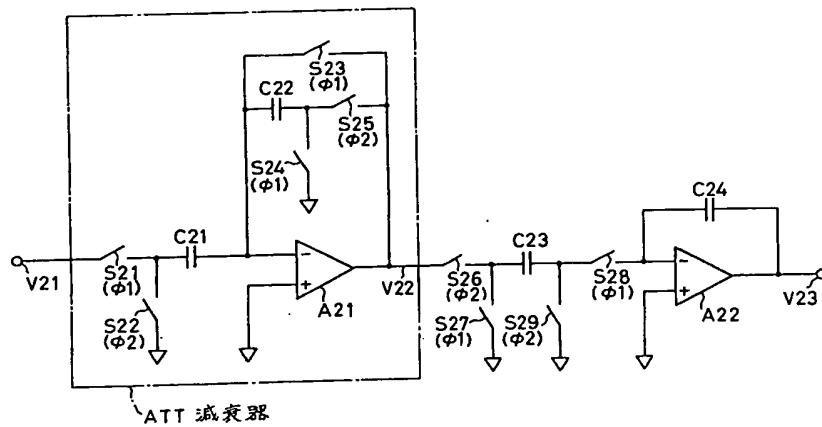 S23
(φ1)
C22
S25
(φ2)
S24
(φ1)
C24
C21
C23
V21
S21
(φ1)
S22
(φ2)
A21
V22
S26
(φ2)
S27
(φ1)
S29
(φ2)
S28
(φ1)
A22
V23
ATT 減衰器